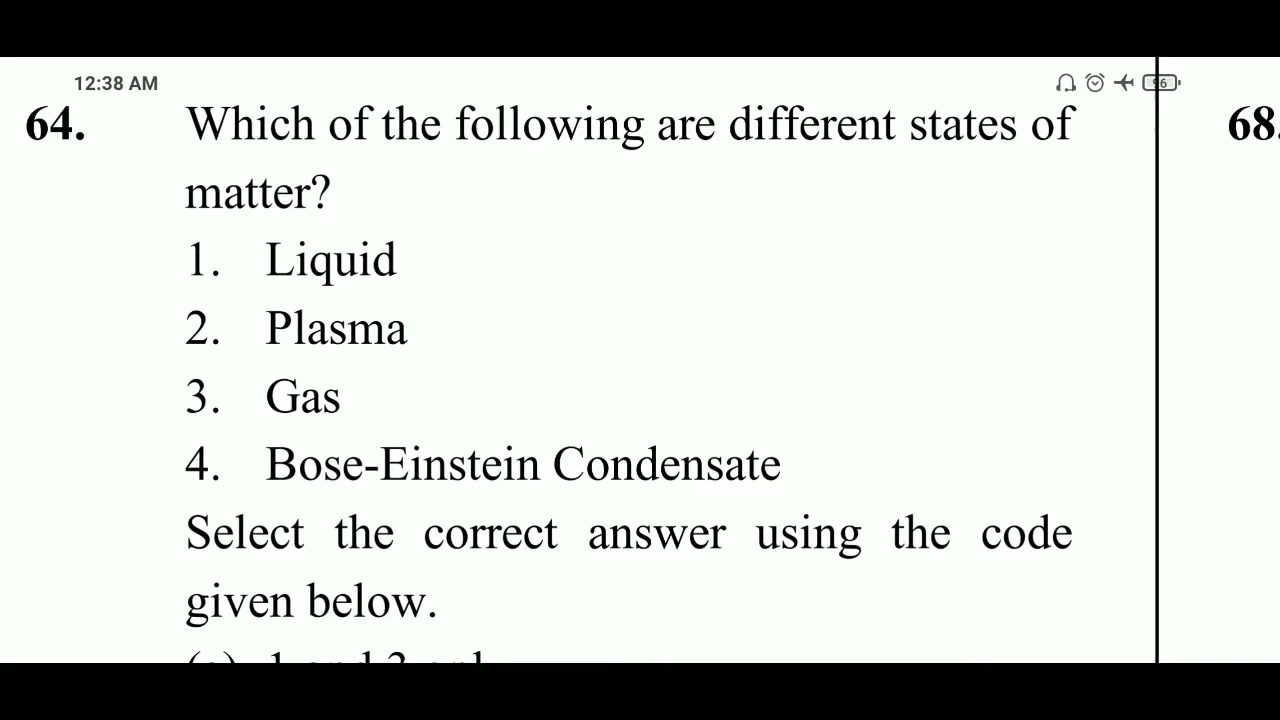 12:38 AM
96
64. Which of the following are different states of
matter?
1. Liquid
2. Plasma
3. Gas
4. Bose-Einstein Condensate
Select the correct answer using the code
given below.
68.